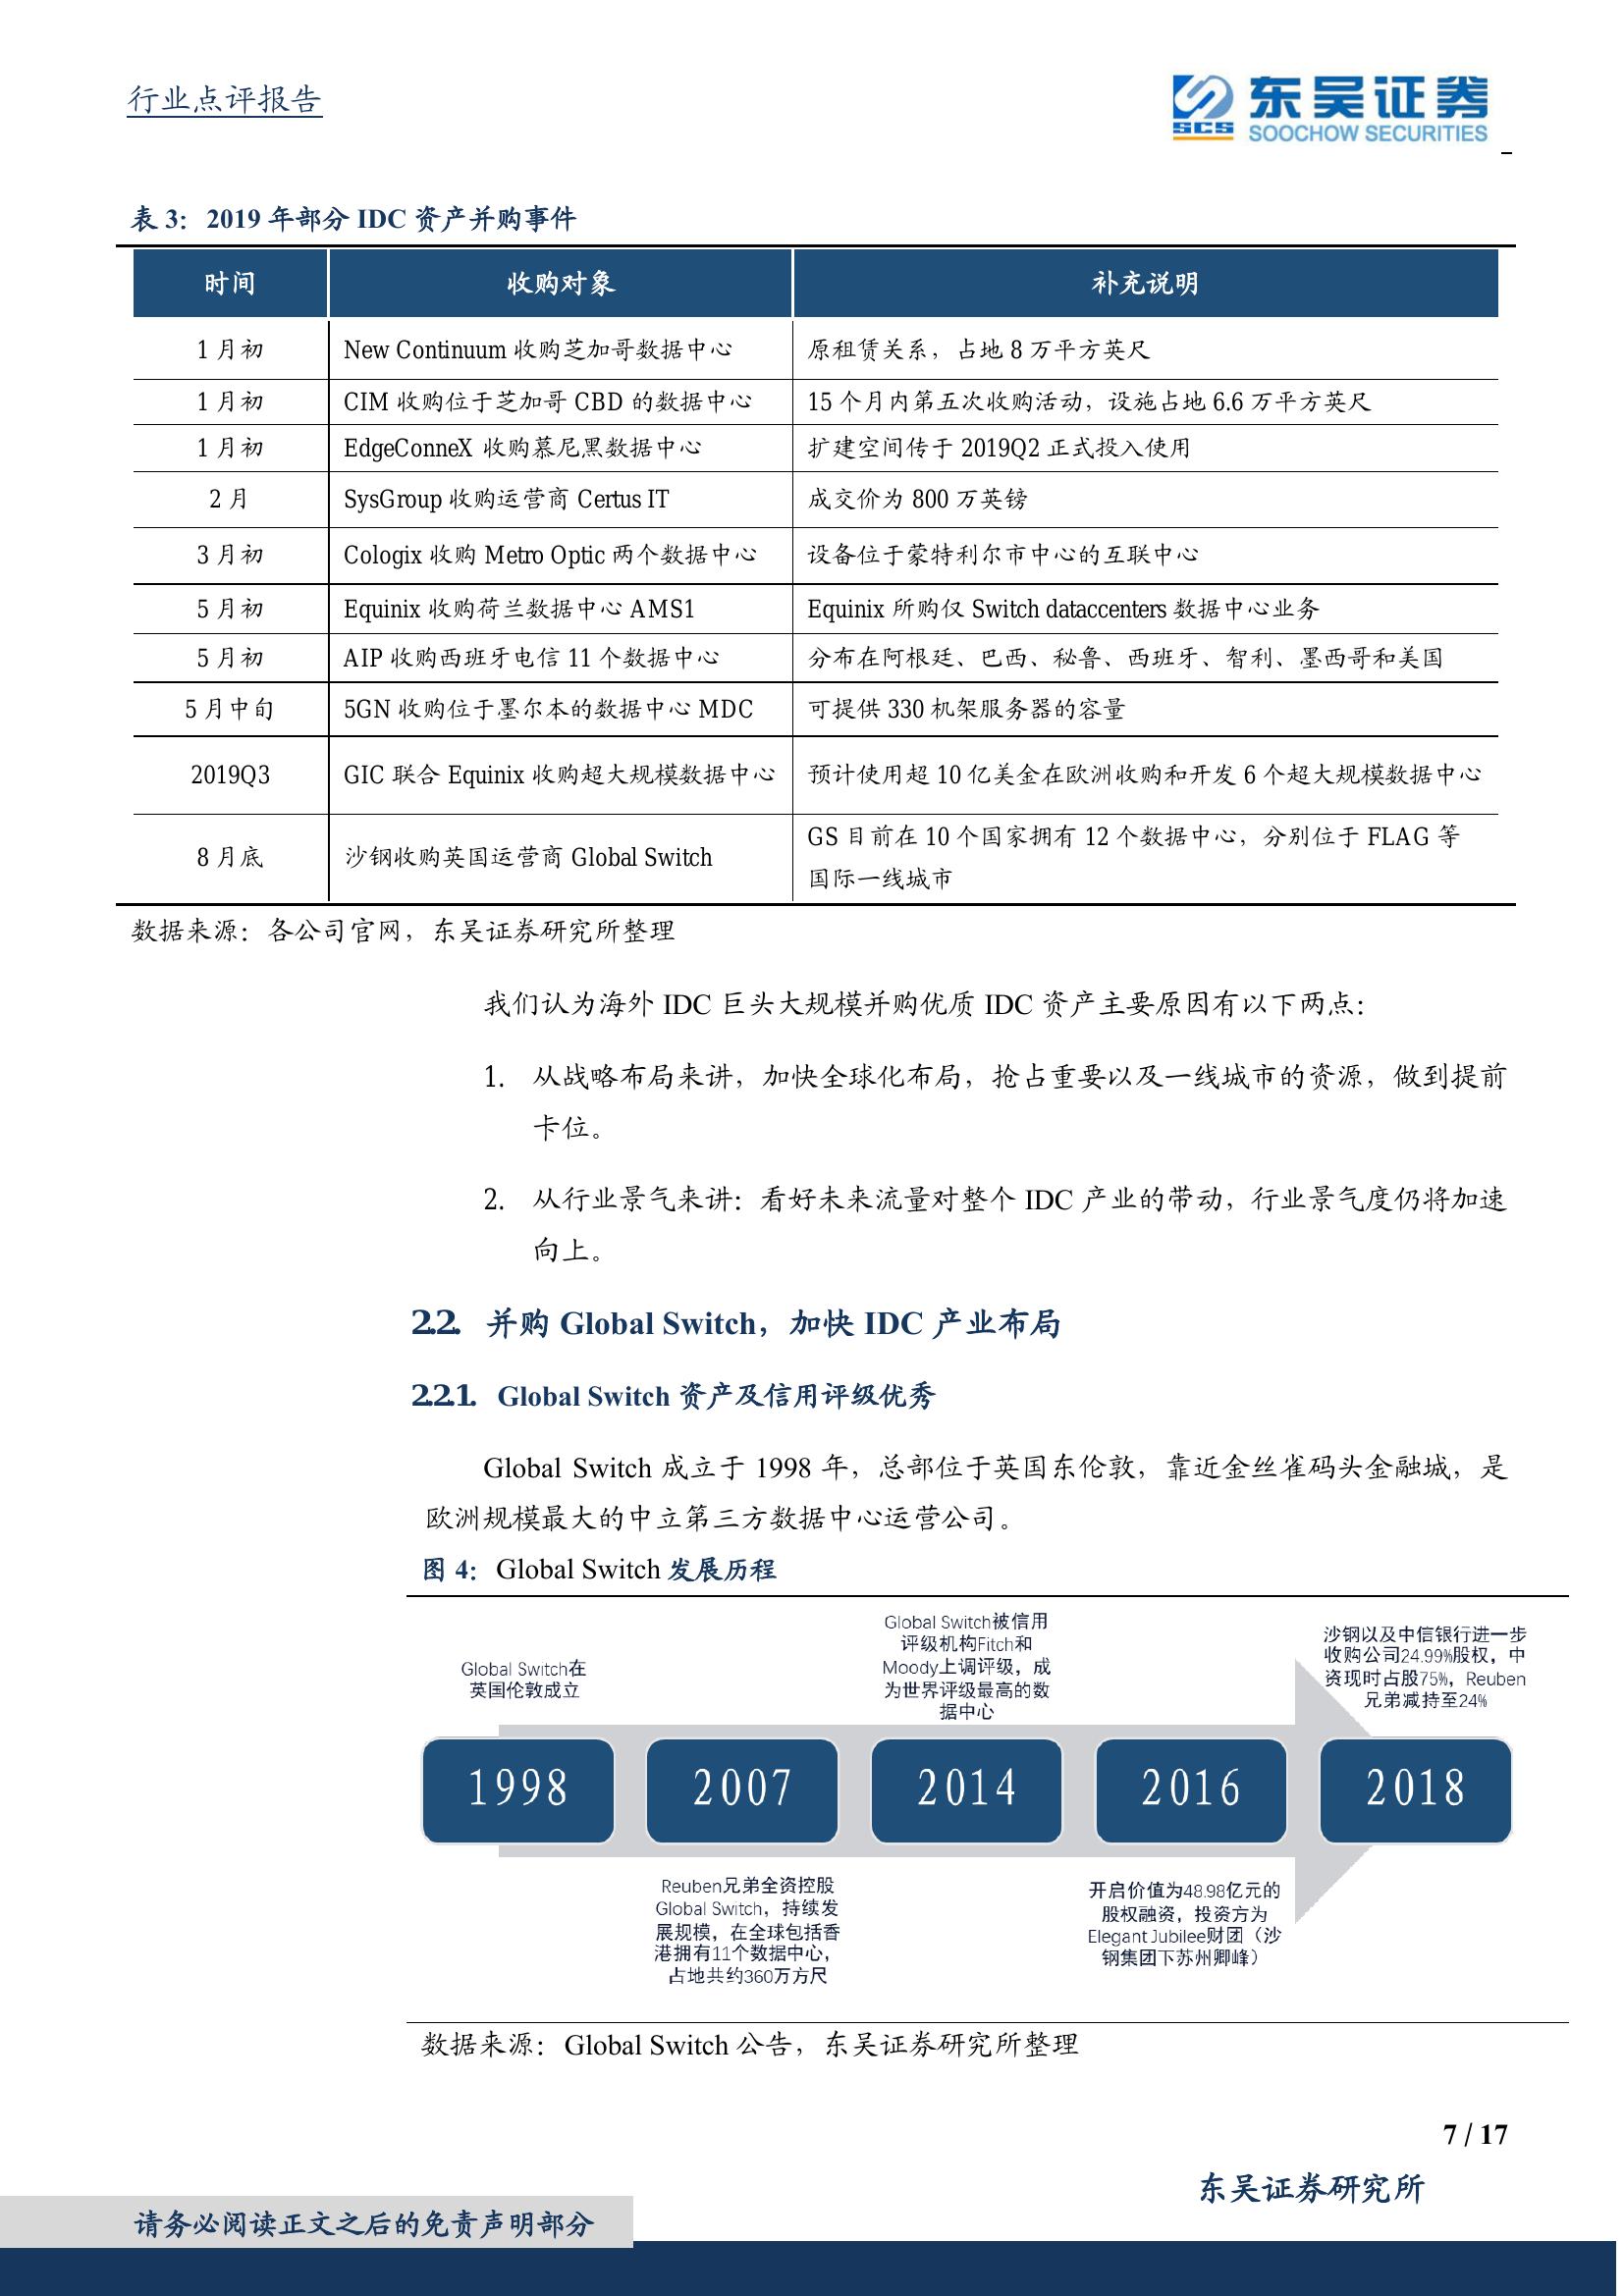 行业点评报告
东吴证券
SCS
SOOCHOW SECURITIES
表 3：2019 年部分 IDC 资产并购事件
时间 收购对象 补充说明
1 月初 New Continuum 收购芝加哥数据中心 原租赁关系，占地 8 万平方英尺
1 月初 CIM 收购位于芝加哥 CBD 的数据中心 15 个月内第五次收购活动，设施占地 6.6 万平方英尺
1 月初 EdgeConneX 收购慕尼黑数据中心 扩建空间传于 2019Q2 正式投入使用
2 月 SysGroup 收购运营商 Certus IT 成交价为 800 万英镑
3 月初 Cologix 收购 Metro Optic 两个数据中心 设备位于蒙特利尔市中心的互联中心
5 月初 Equinix 收购荷兰数据中心 AMS1 Equinix 所购仅 Switch dataccenters 数据中心业务
5 月初 AIP 收购西班牙电信 11 个数据中心 分布在阿根廷、巴西、秘鲁、西班牙、智利、墨西哥和美国
5 月中旬 5GN 收购位于墨尔本的数据中心 MDC 可提供 330 机架服务器的容量
2019Q3 GIC 联合 Equinix 收购超大规模数据中心 预计使用超 10 亿美金在欧洲收购和开发 6 个超大规模数据中心
8 月底 沙钢收购英国运营商 Global Switch GS 目前在 10 个国家拥有 12 个数据中心，分别位于 FLAG 等
国际一线城市
数据来源：各公司官网，东吴证券研究所整理
我们认为海外 IDC 巨头大规模并购优质 IDC 资产主要原因有以下两点：
1. 从战略布局来讲，加快全球化布局，抢占重要以及一线城市的资源，做到提前
卡位。
2. 从行业景气来讲：看好未来流量对整个 IDC 产业的带动，行业景气度仍将加速
向上。
2.2. 并购 Global Switch，加快 IDC 产业布局
2.2.1. Global Switch 资产及信用评级优秀
Global Switch 成立于 1998 年，总部位于英国东伦敦，靠近金丝雀码头金融城，是
欧洲规模最大的中立第三方数据中心运营公司。
图 4：Global Switch 发展历程
Global Switch在
英国伦敦成立
Global Switch被信用
评级机构Fitch和
Moody上调评级，成
为世界评级最高的数
据中心
沙钢以及中信银行进一步
收购公司24.99%股权，中
资现时占股75%，Reuben
兄弟减持至24%
1998 2007 2014 2016 2018
Reuben兄弟全资控股
Global Switch，持续发
展规模，在全球包括香
港拥有11个数据中心，
占地共约360万方尺
开启价值为48.98亿元的
股权融资，投资方为
Elegant Jubilee财团（沙
钢集团下苏州卿峰）
数据来源：Global Switch 公告，东吴证券研究所整理
7 / 17
东吴证券研究所
请务必阅读正文之后的免责声明部分